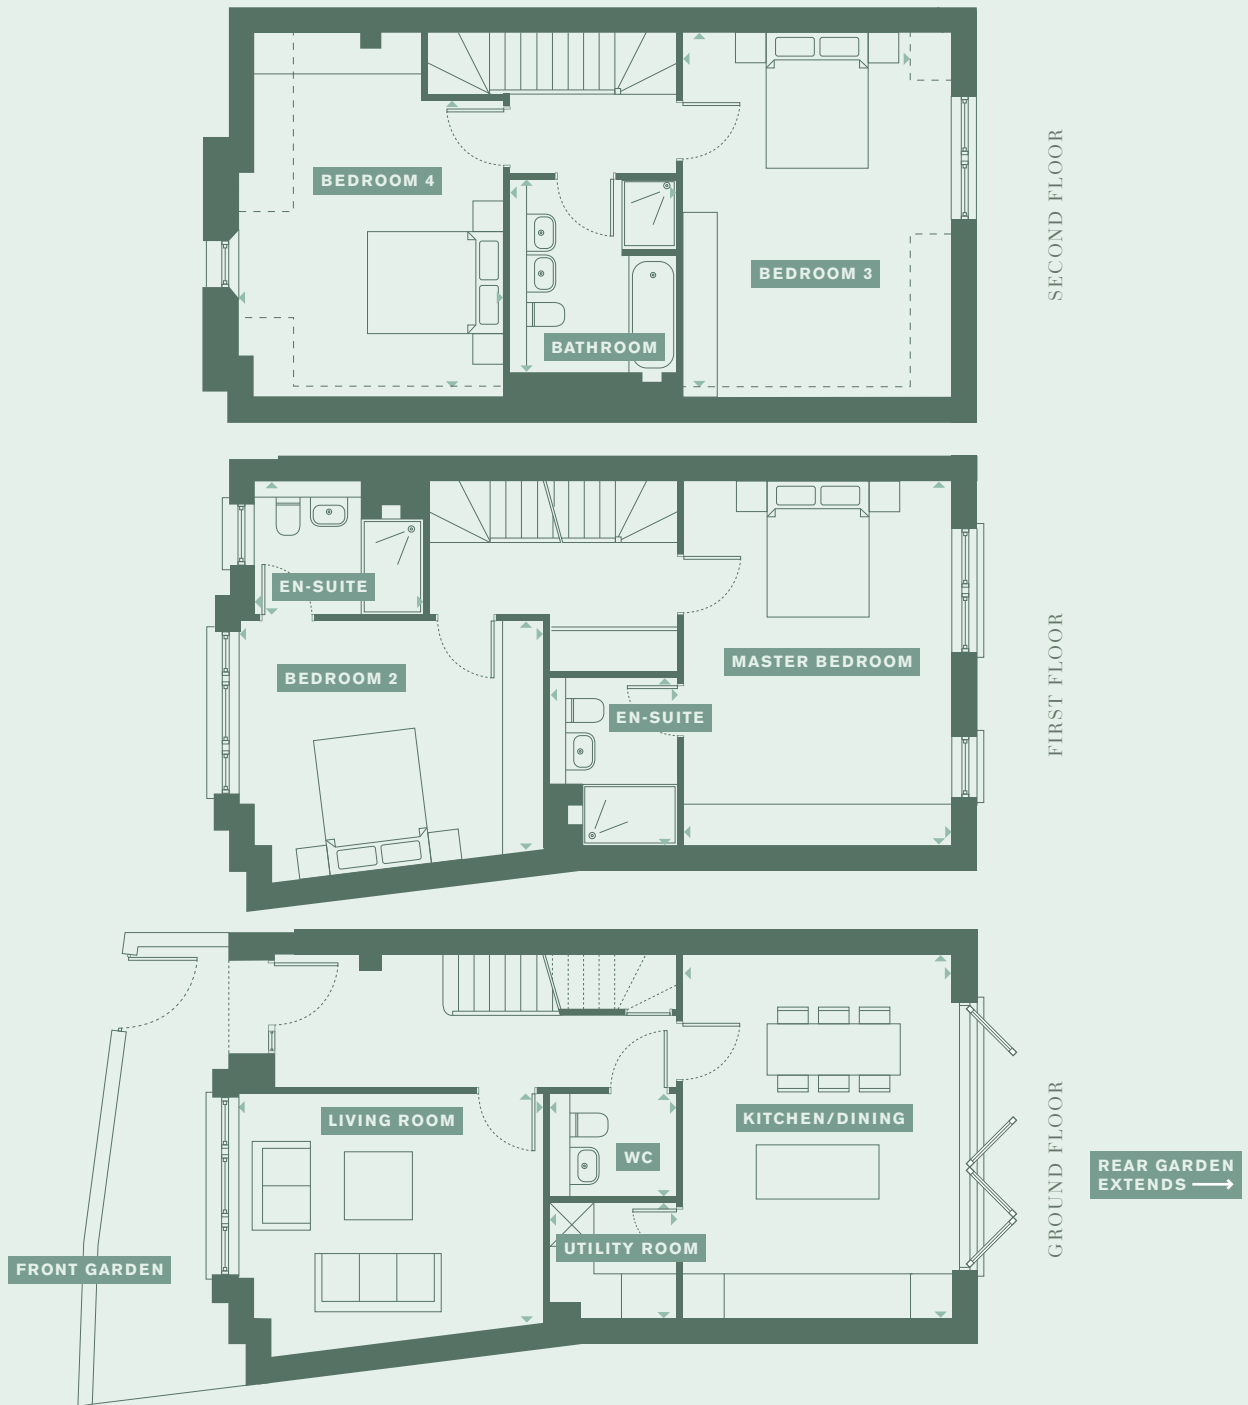 BEDROOM 4
BEDROOM 3
BATHROOM
SECOND FLOOR
EN-SUITE
BEDROOM 2
MASTER BEDROOM
EN-SUITE
FIRST FLOOR
LIVING ROOM
KITCHEN/DINING
WC
UTILITY ROOM
FRONT GARDEN
GROUND FLOOR
REAR GARDEN
EXTENDS